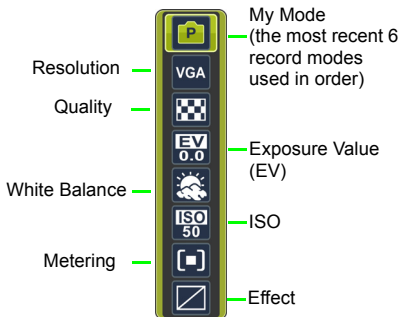 P
My Mode
(the most recent 6
record modes
used in order)
Resolution
VGA
Quality
EV
0.0
Exposure Value
(EV)
White Balance
ISO
50
ISO
Metering
Effect